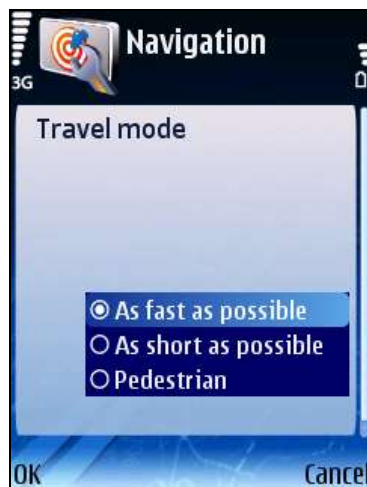 Navigation
3G
Travel mode
As fast as possible
As short as possible
Pedestrian
OK
Cancel